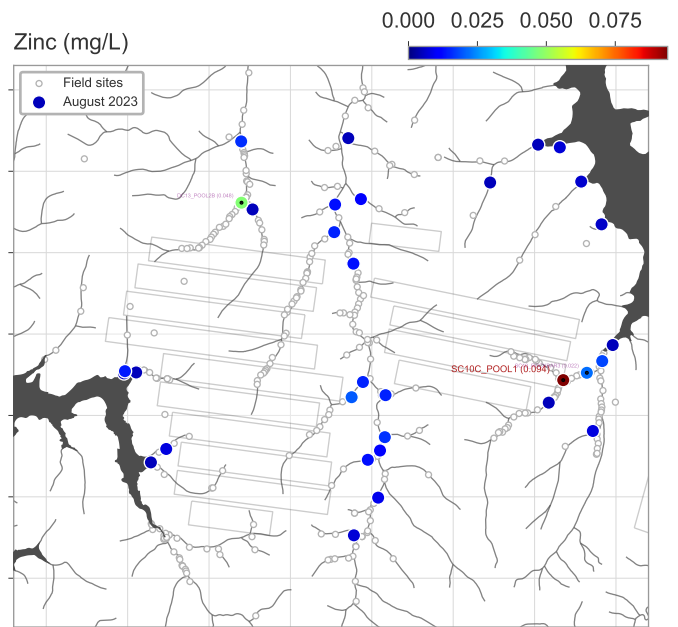 0.000 0.025 0.050 0.075
Zinc (mg/L)
Field sites
August 2023
SC10C_POOL1 (0.094)